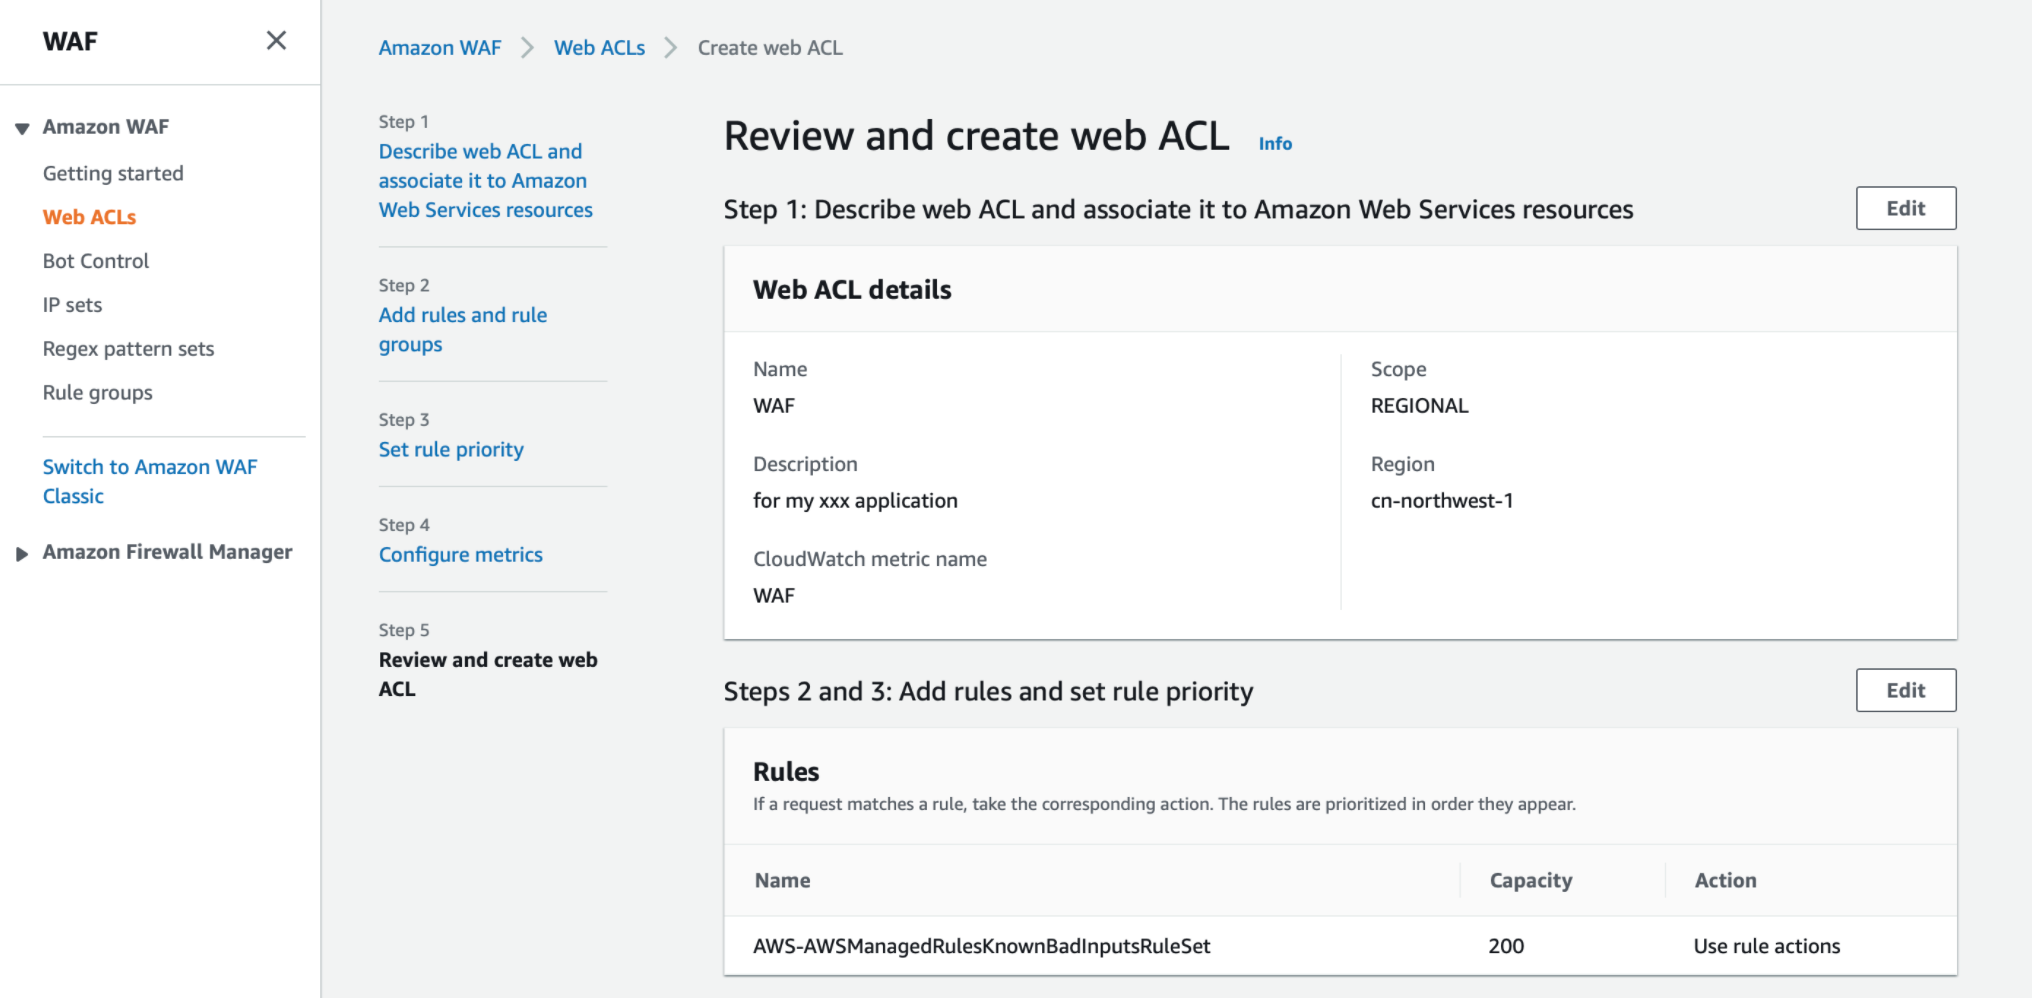 WAF
Amazon WAF
Getting started
Web ACLs
Bot Control
IP sets
Regex pattern sets
Rule groups
Switch to Amazon WAF
Classic
Amazon Firewall Manager
Amazon WAF
Web ACLs
Create web ACL
Step 1
Describe web ACL and
associate it to Amazon
Web Services resources
Step 2
Add rules and rule
groups
Step 3
Set rule priority
Step 4
Configure metrics
Step 5
Review and create web
ACL
Review and create web ACL Info
Step 1: Describe web ACL and associate it to Amazon Web Services resources
Edit
Web ACL details
Name
WAF
Description
for my xxx application
CloudWatch metric name
WAF
Scope
REGIONAL
Region
cn-northwest-1
Steps 2 and 3: Add rules and set rule priority
Edit
Rules
If a request matches a rule, take the corresponding action. The rules are prioritized in order they appear.
Name Capacity Action
AWS-AWSManagedRulesKnownBadInputsRuleSet 200 Use rule actions